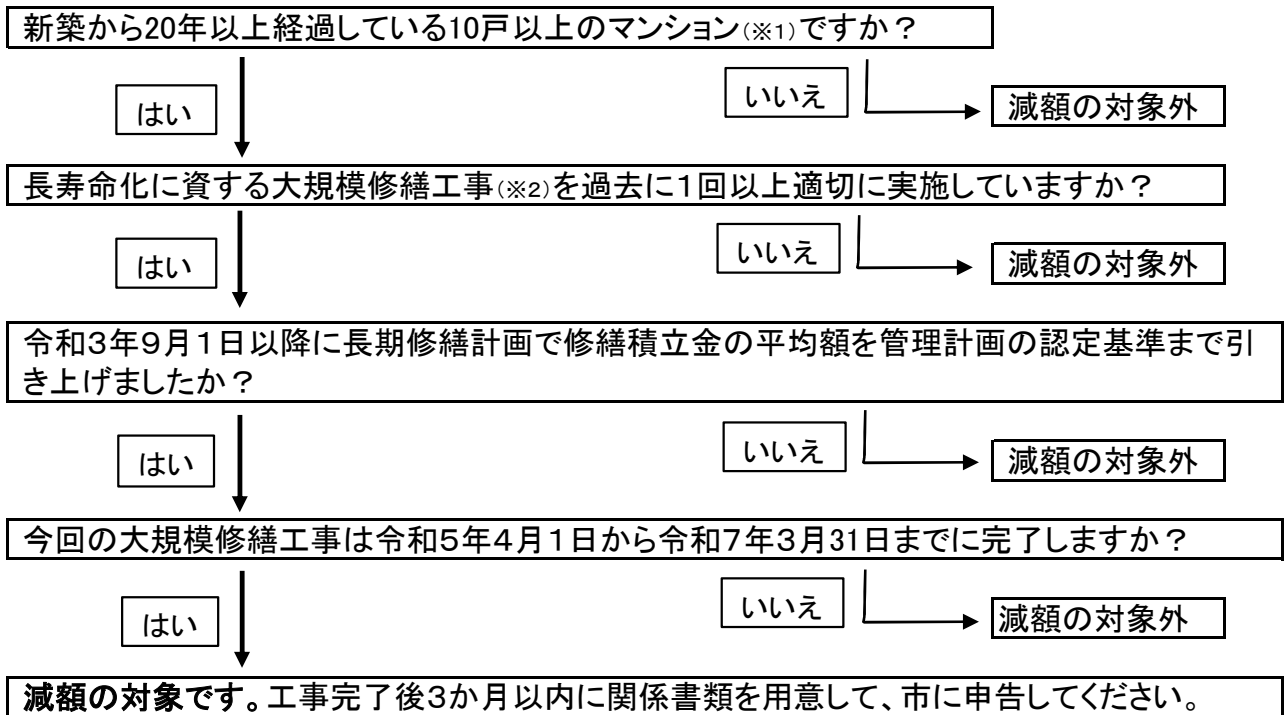 新築から20年以上経過している10戸以上のマンション(※1)ですか？
はい
いいえ
減額の対象外
長寿命化に資する大規模修繕工事(※2)を過去に１回以上適切に実施していますか？
はい
いいえ
減額の対象外
令和３年９月１日以降に長期修繕計画で修繕積立金の平均額を管理計画の認定基準まで引
き上げましたか？
はい
いいえ
減額の対象外
今回の大規模修繕工事は令和５年４月１日から令和７年３月31日までに完了しますか？
はい
いいえ
減額の対象外
減額の対象です。工事完了後３か月以内に関係書類を用意して、市に申告してください。